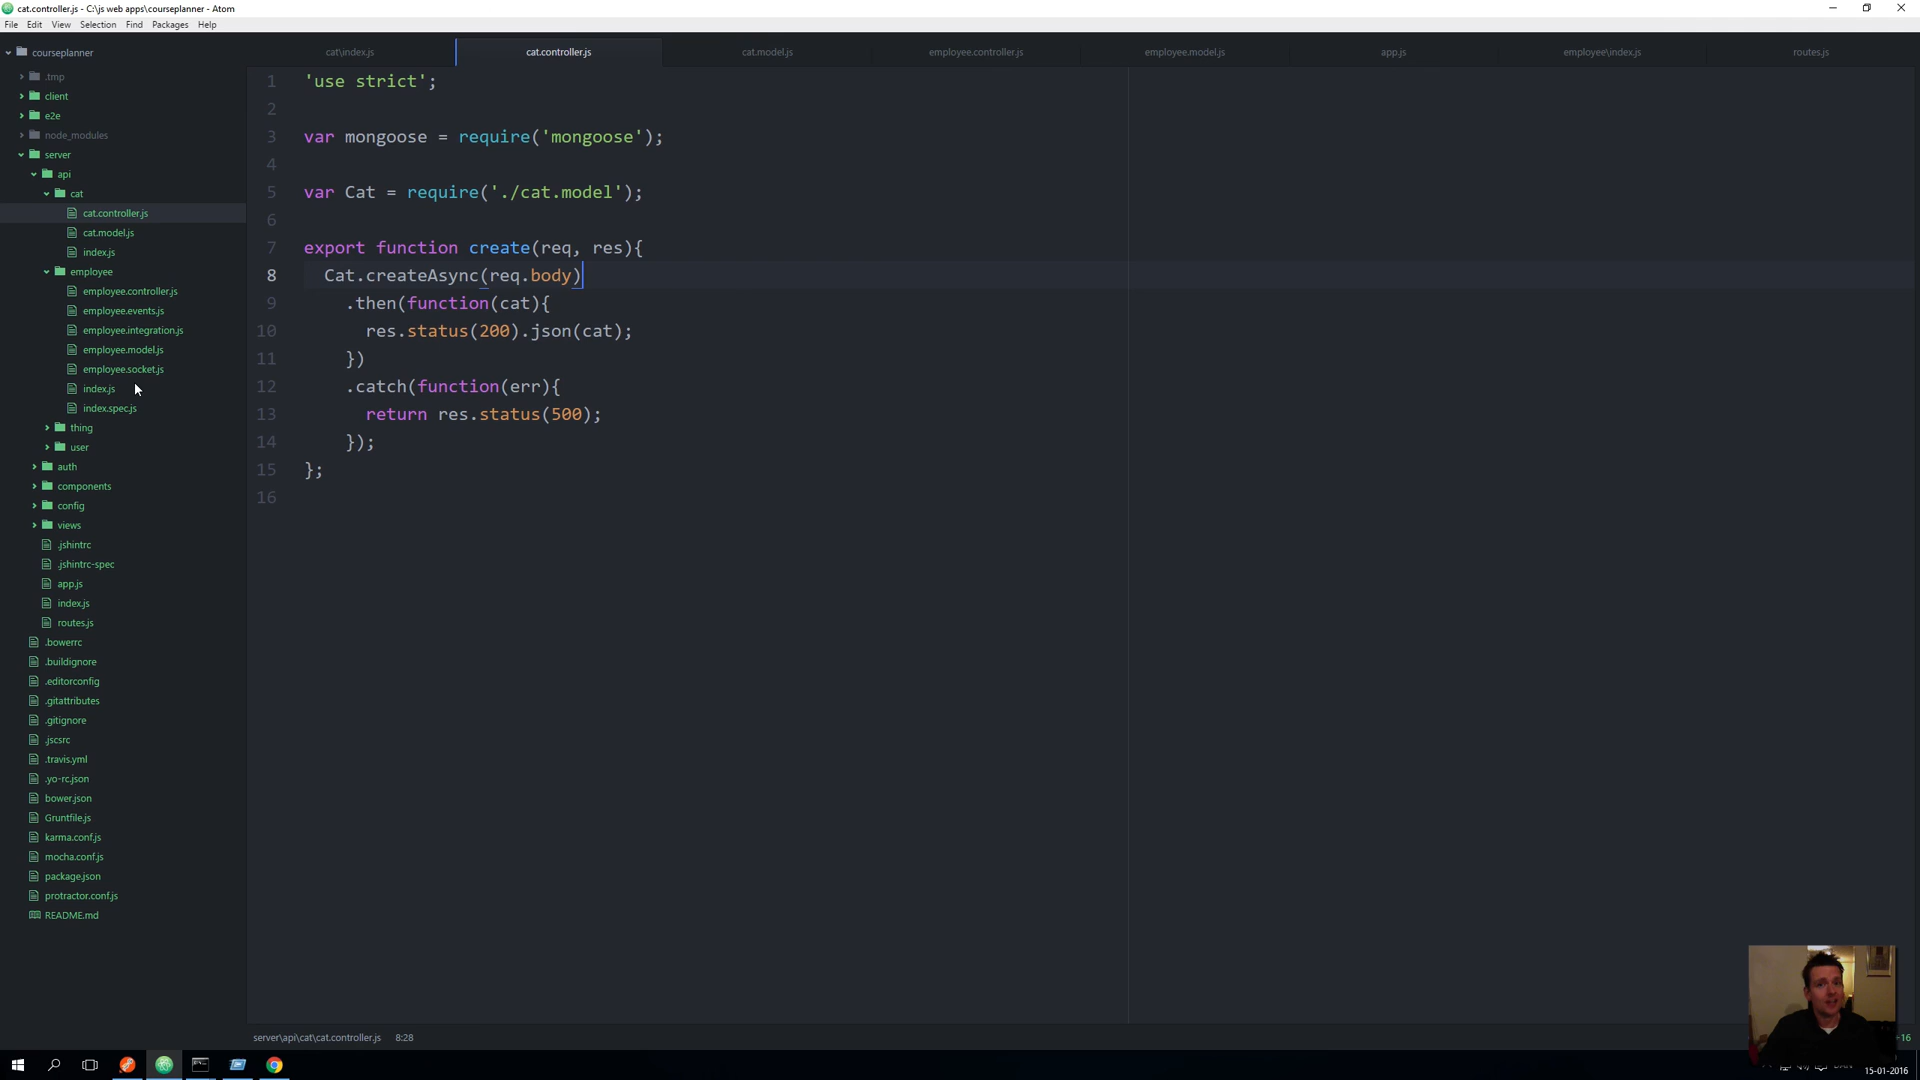 cat.controller.js - C:\js web apps\courseplanner - Atom
File Edit View Selection Find Packages Help
courseplanner
.tmp
client
e2e
node_modules
server
api
cat
cat.controller.js
cat.model.js
index.js
employee
employee.controller.js
employee.events.js
employee.integration.js
employee.model.js
employee.socket.js
index.js
index.spec.js
thing
user
auth
components
config
views
.jshintrc
.jshintrc-spec
app.js
index.js
routes.js
.bowerrc
.buildignore
.editorconfig
.gitattributes
.gitignore
.jscsrc
.travis.yml
.yo-rc.json
bower.json
Gruntfile.js
karma.conf.js
mocha.conf.js
package.json
protractor.conf.js
README.md
cat\index.js cat.controller.js cat.model.js employee.controller.js employee.model.js app.js employee\index.js routes.js
1 'use strict';
2
3 var mongoose = require('mongoose');
4
5 var Cat = require('./cat.model');
6
7 export function create(req, res){
8 Cat.createAsync(req.body)
9 .then(function(cat){
10 res.status(200).json(cat);
11 })
12 .catch(function(err){
13 return res.status(500);
14 });
15 };
16
server\api\cat\cat.controller.js 8:28
15-01-2016